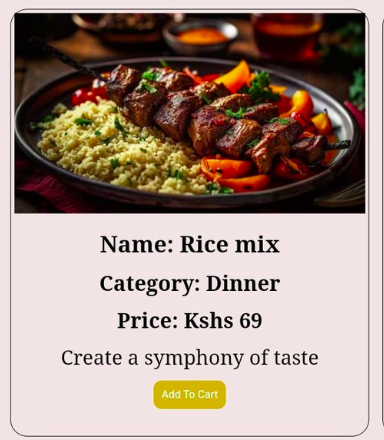 Name: Rice mix
Category: Dinner
Price: Kshs 69
Create a symphony of taste
Add To Cart